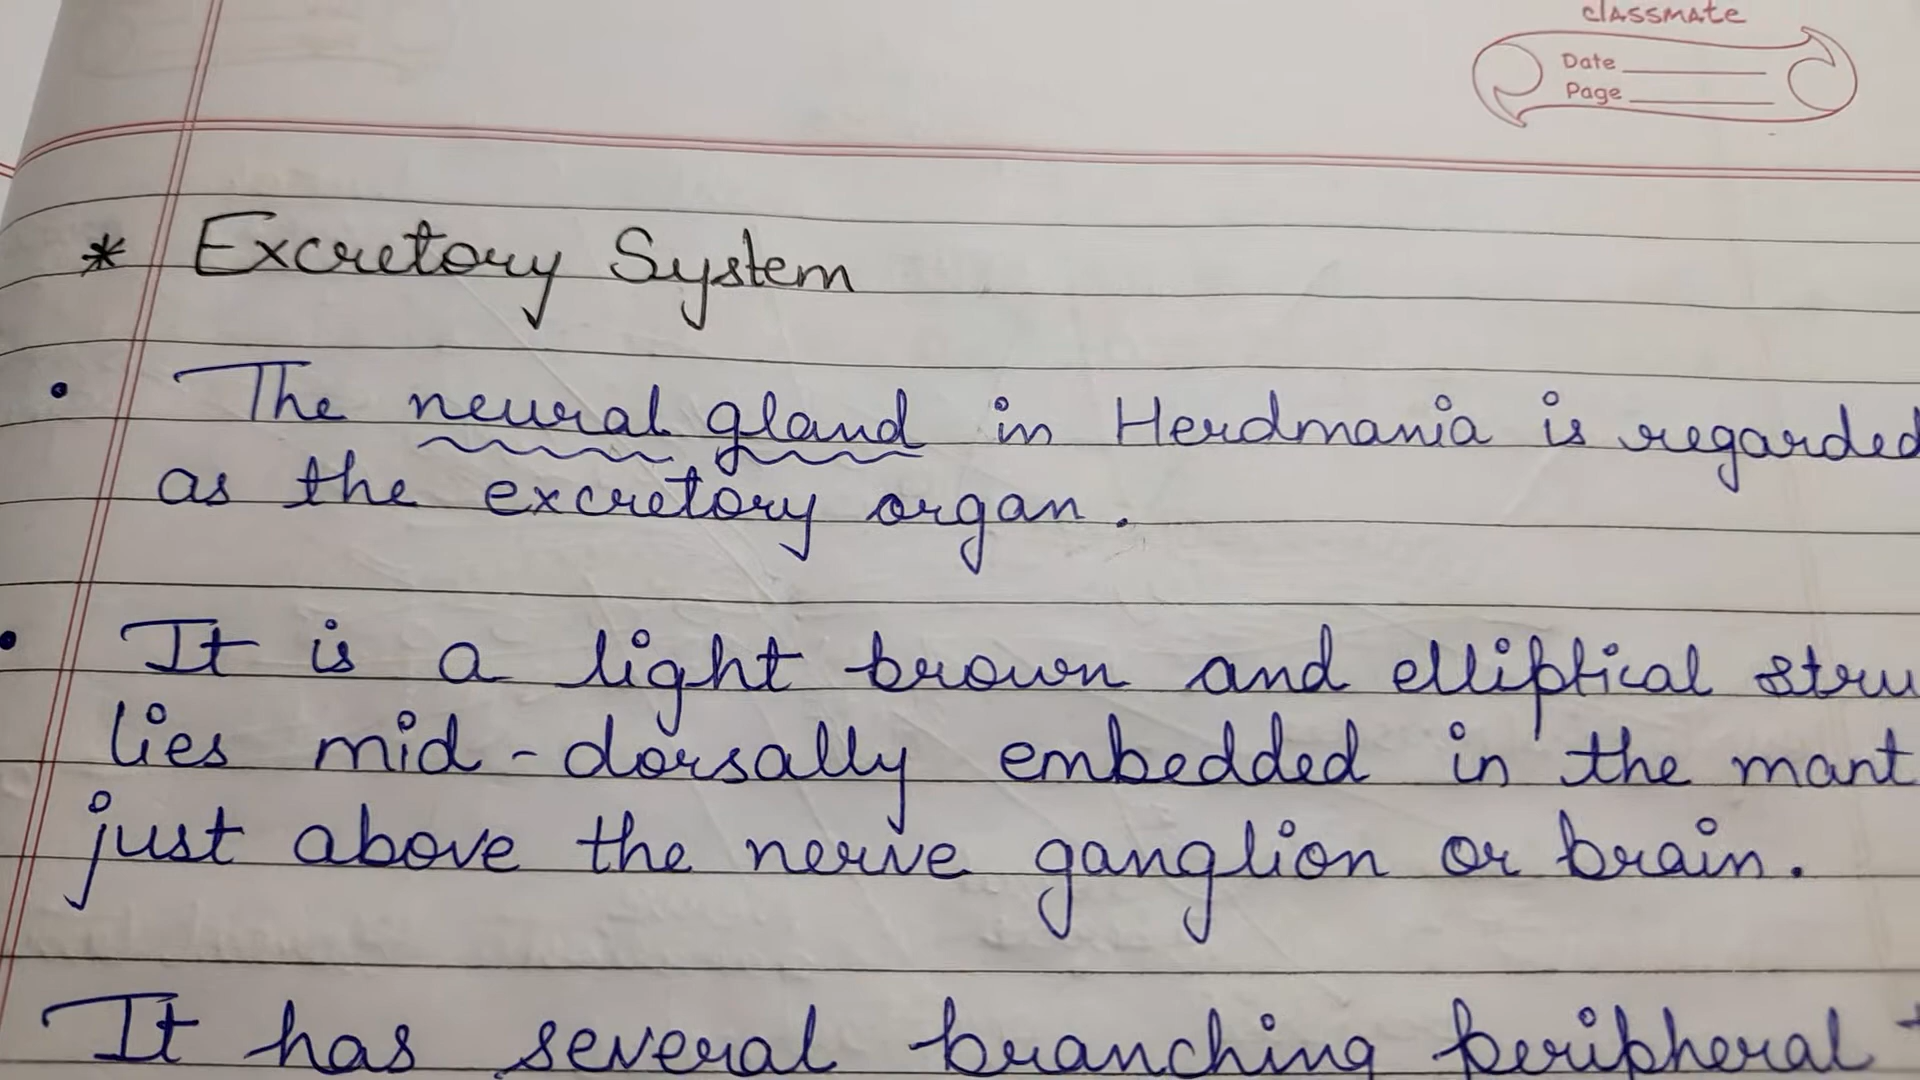 classmate
Date
Page
* Excretory System
• The neural gland in Herdmania is regarded
as the excretory organ.
• It is a light brown and elliptical stru
lies mid-dorsally embedded in the mant
just above the nerve ganglion or brain.
It has several branching peripheral